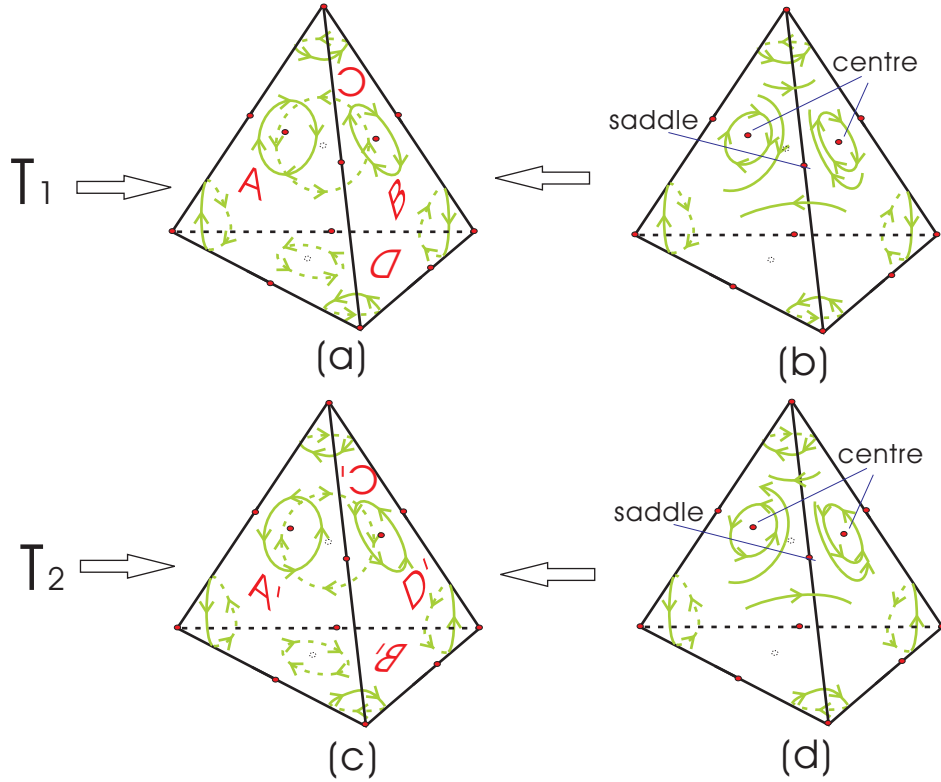 C
centre
saddle
T1
A
B
D
(a)
(b)
C'
centre
saddle
T2
A'
D'
B'
(c)
(d)